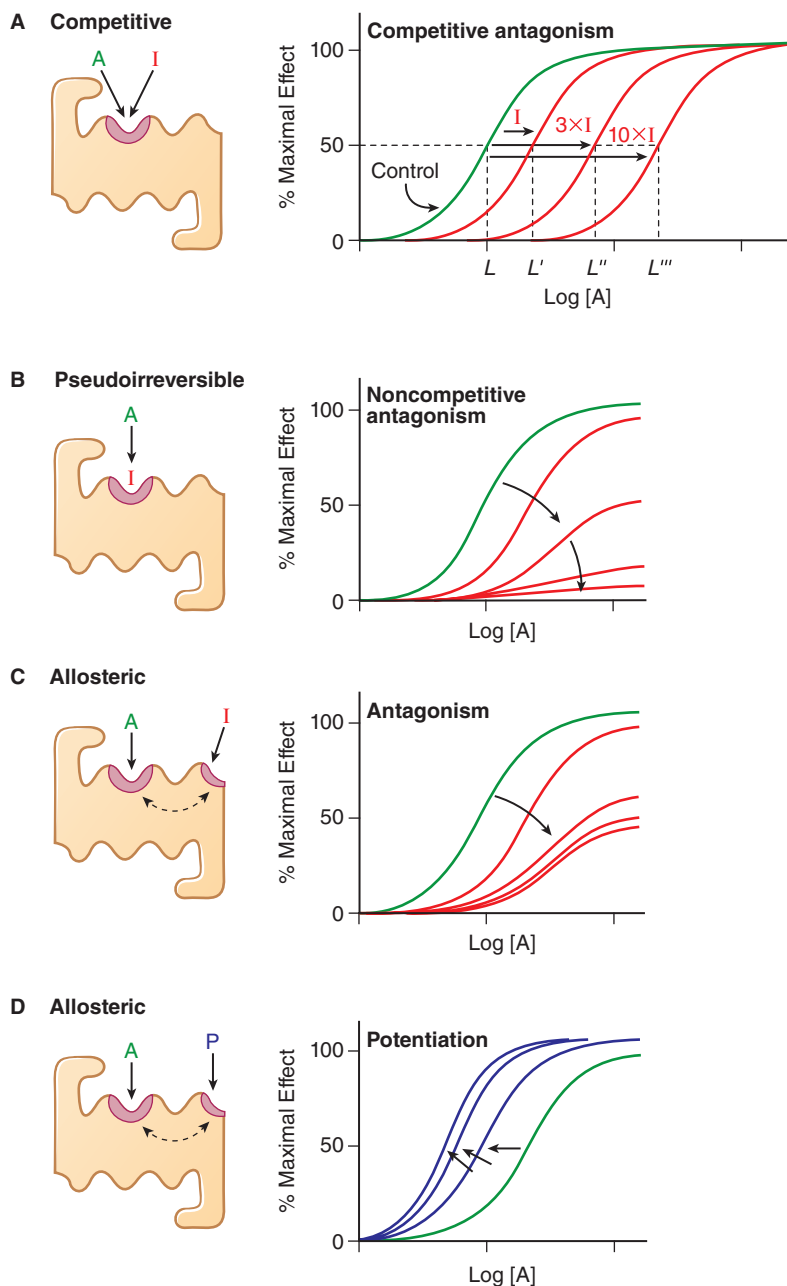 A Competitive
A I
Competitive antagonism
% Maximal Effect
100
50
0
I
3×I
10×I
Control
L L' L" L'"
Log [A]
B Pseudoirreversible
A
I
Noncompetitive
antagonism
% Maximal Effect
100
50
0
Log [A]
C Allosteric
A I
Antagonism
% Maximal Effect
100
50
0
Log [A]
D Allosteric
A P
Potentiation
% Maximal Effect
100
50
0
Log [A]